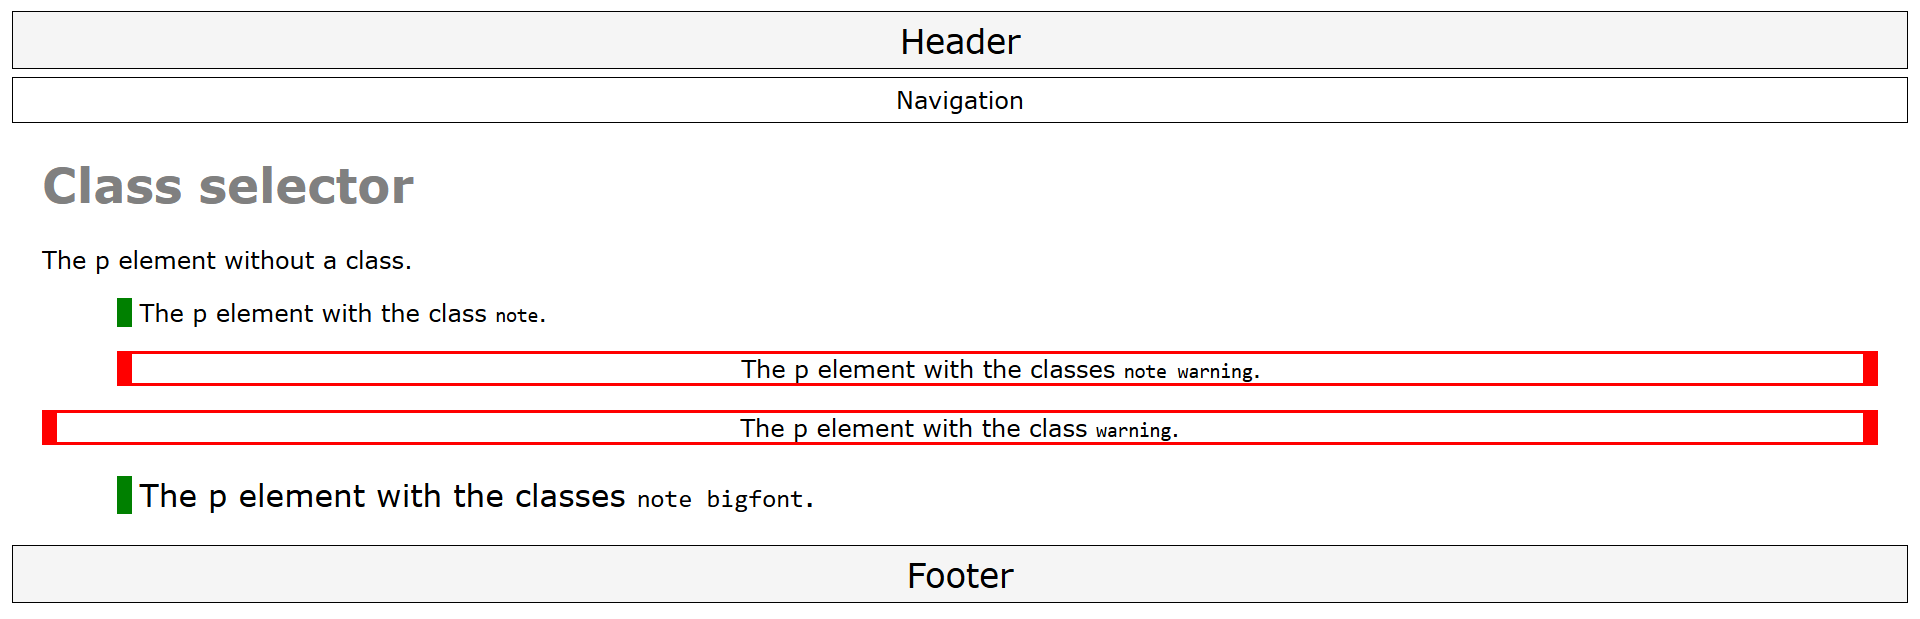 Header
Navigation
Class selector
The p element without a class.
The p element with the class note.
The p element with the classes note warning.
The p element with the class warning.
The p element with the classes note bigfont.
Footer